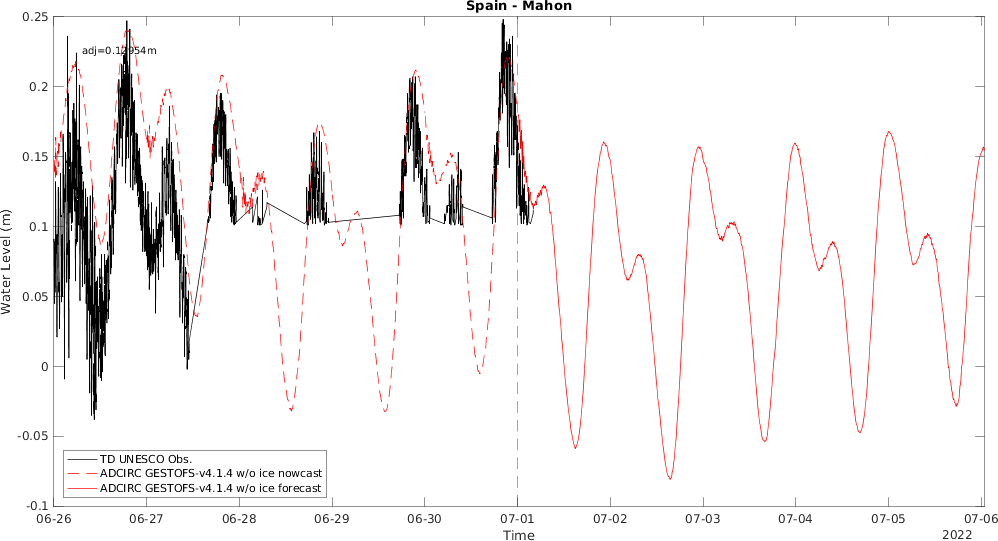 Spain - Mahon
0.25
0.2
0.15
0.1
0.05
0
-0.05
-0.1
Water Level (m)
adj=0.12954m
TD UNESCO Obs.
ADCIRC GESTOFS-v4.1.4 w/o ice nowcast
ADCIRC GESTOFS-v4.1.4 w/o ice forecast
06-26 06-27 06-28 06-29 06-30 07-01 07-02 07-03 07-04 07-05 07-06
Time
2022